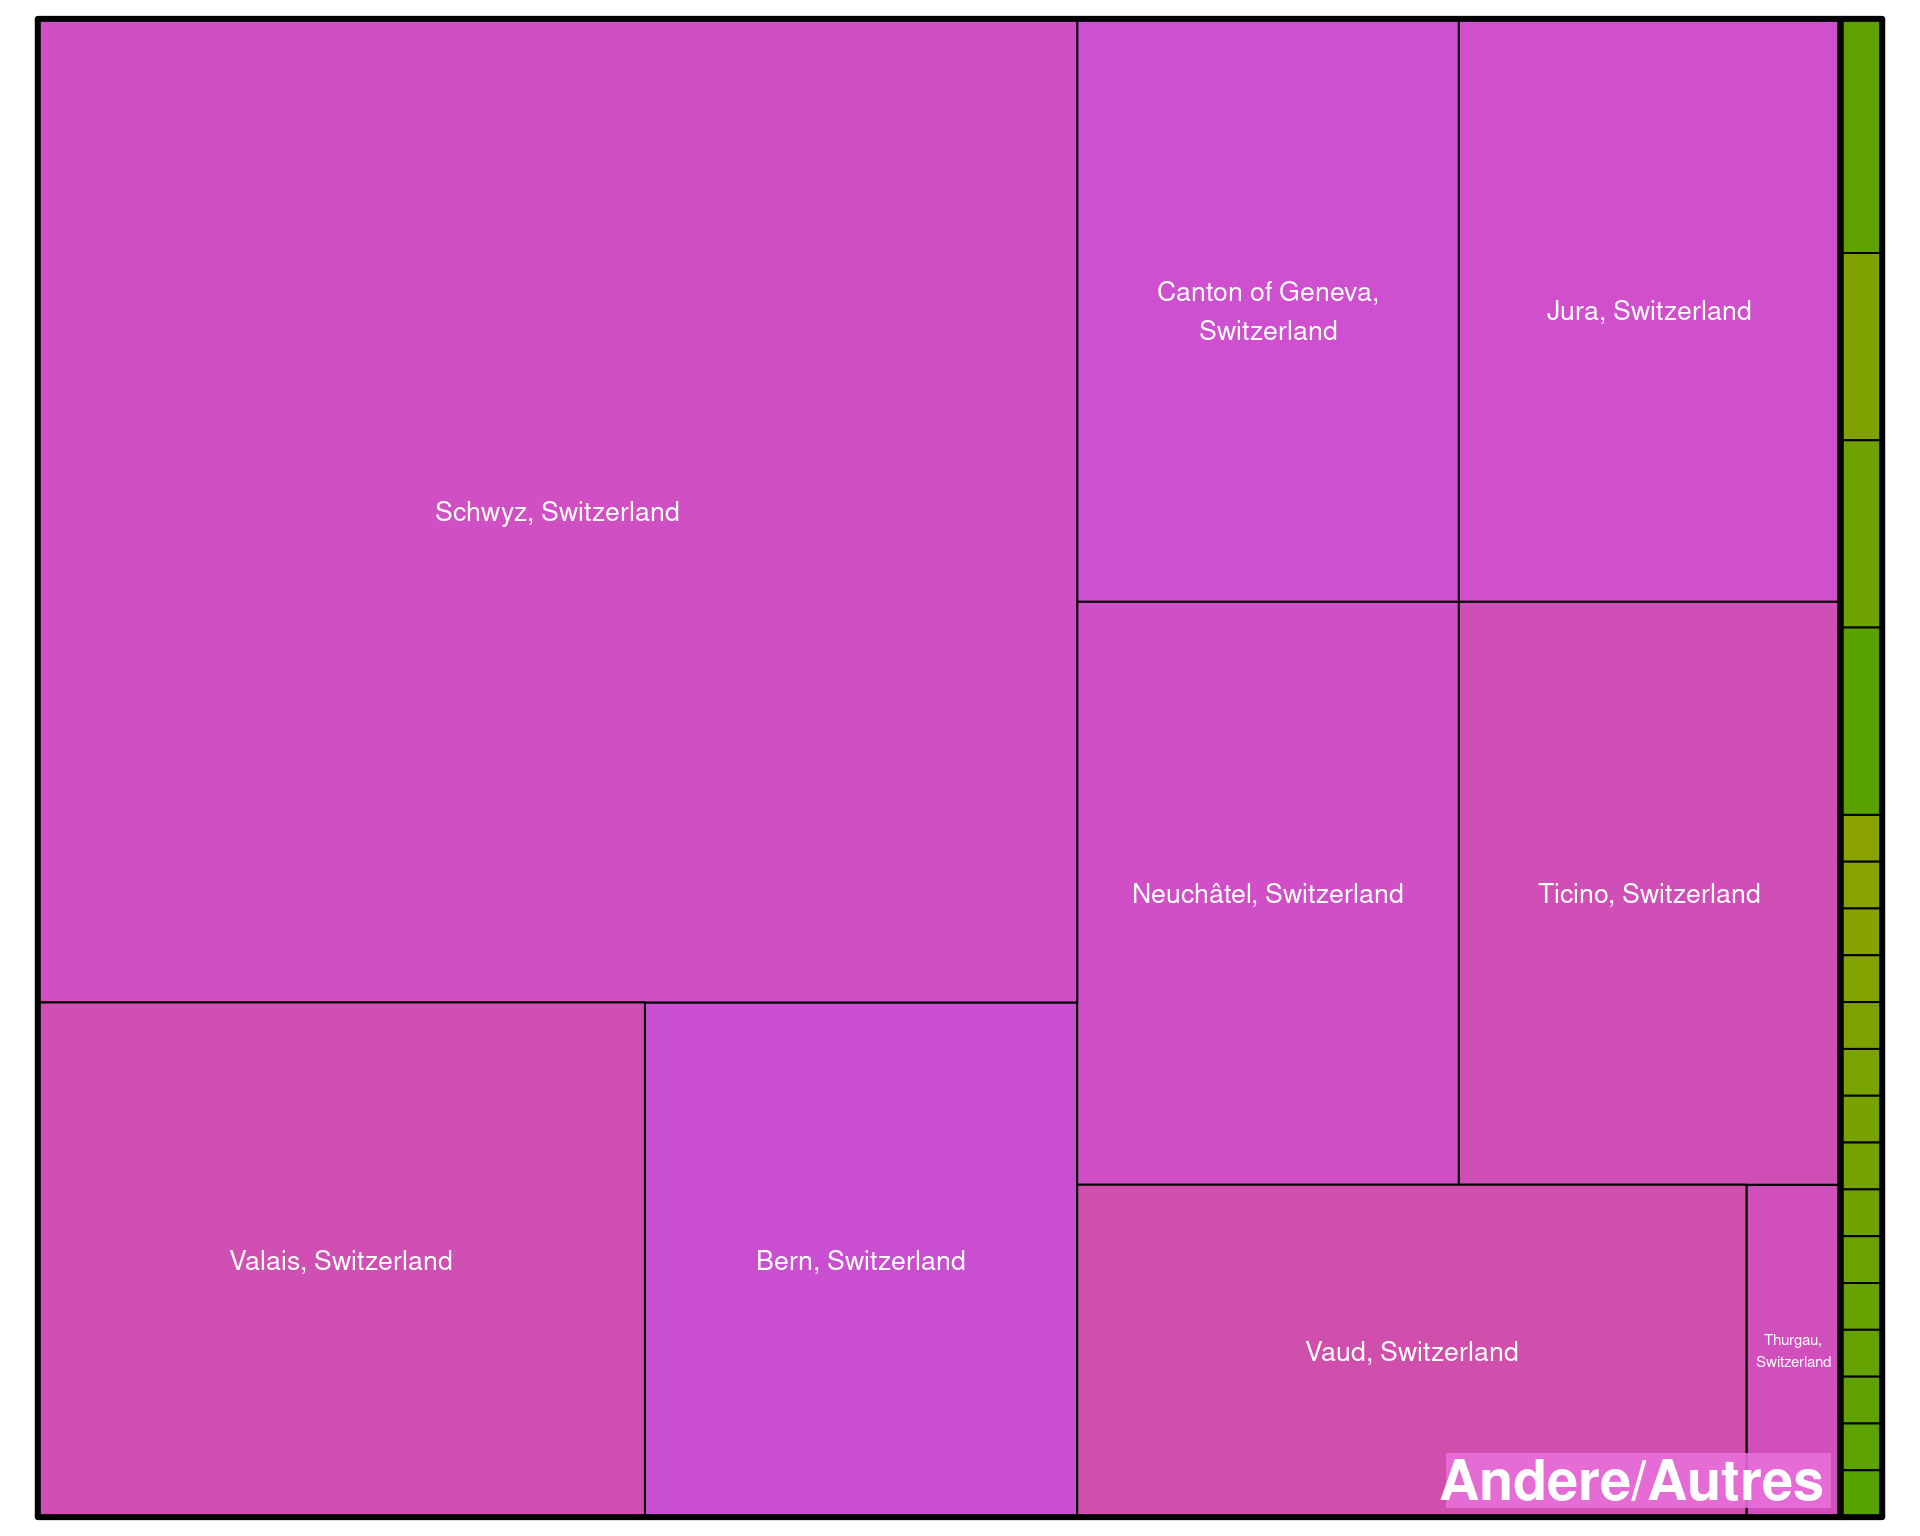 Schwyz, Switzerland
Canton of Geneva,
Switzerland
Jura, Switzerland
Neuchâtel, Switzerland
Ticino, Switzerland
Valais, Switzerland
Bern, Switzerland
Vaud, Switzerland
Thurgau,
Switzerland
Andere/Autres